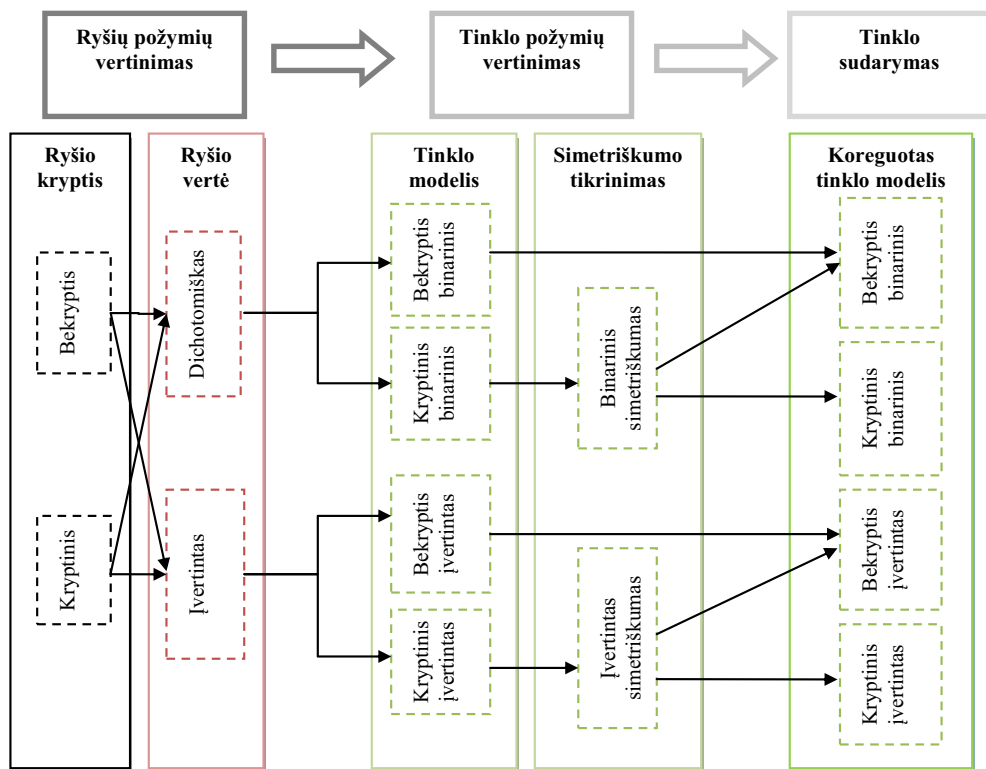 Ryšių požymių
vertinimas
Tinklo požymių
vertinimas
Tinklo
sudarymas
Ryšio
kryptis
Bekryptis
Kryptinis
Ryšio
vertė
Dichotomiškas
Įvertintas
Tinklo
modelis
Bekryptis
binarinis
Kryptinis
binarinis
Bekryptis
įvertintas
Kryptinis
įvertintas
Simetriškumo
tikrinimas
Binarinis
simetriškumas
Įvertintas
simetriškumas
Koreguotas
tinklo modelis
Bekryptis
binarinis
Kryptinis
binarinis
Bekryptis
įvertintas
Kryptinis
įvertintas